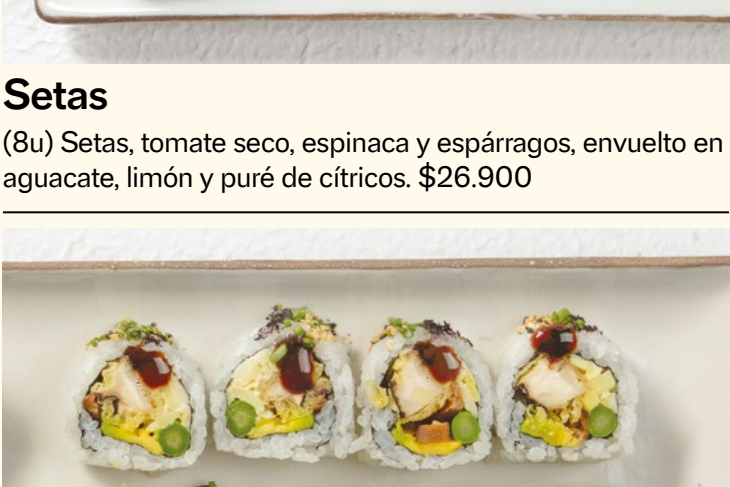 Setas
(8u) Setas, tomate seco, espinaca y espárragos, envuelto en
aguacate, limón y puré de cítricos. $26.900